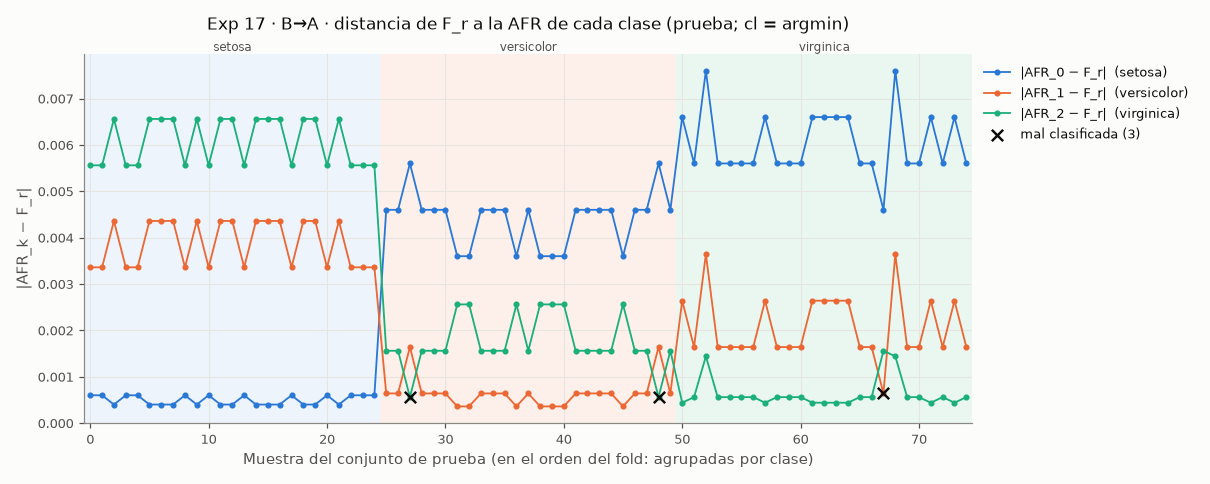 Exp 17 · B→A · distancia de F_r a la AFR de cada clase (prueba; cl = argmin)
setosa versicolor virginica
|AFR_0 − F_r| (setosa)
|AFR_1 − F_r| (versicolor)
|AFR_2 − F_r| (virginica)
mal clasificada (3)
|AFR_k − F_r|
0.007
0.006
0.005
0.004
0.003
0.002
0.001
0.000
0 10 20 30 40 50 60 70
Muestra del conjunto de prueba (en el orden del fold: agrupadas por clase)